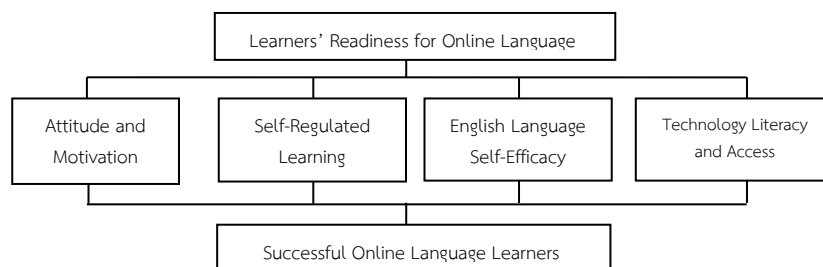 Learners’ Readiness for Online Language
Attitude and
Motivation
Self-Regulated
Learning
English Language
Self-Efficacy
Technology Literacy
and Access
Successful Online Language Learners